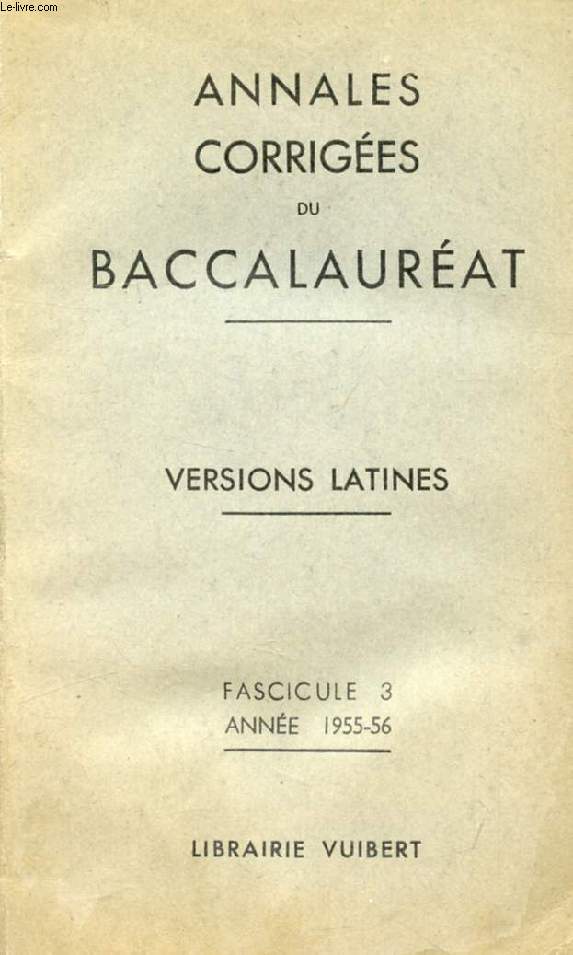 Le-livre.com
ANNALES
CORRIGÉES
DU
BACCALAURÉAT
VERSIONS LATINES
FASCICULE 3
ANNÉE 1955-56
LIBRAIRIE VUIBERT